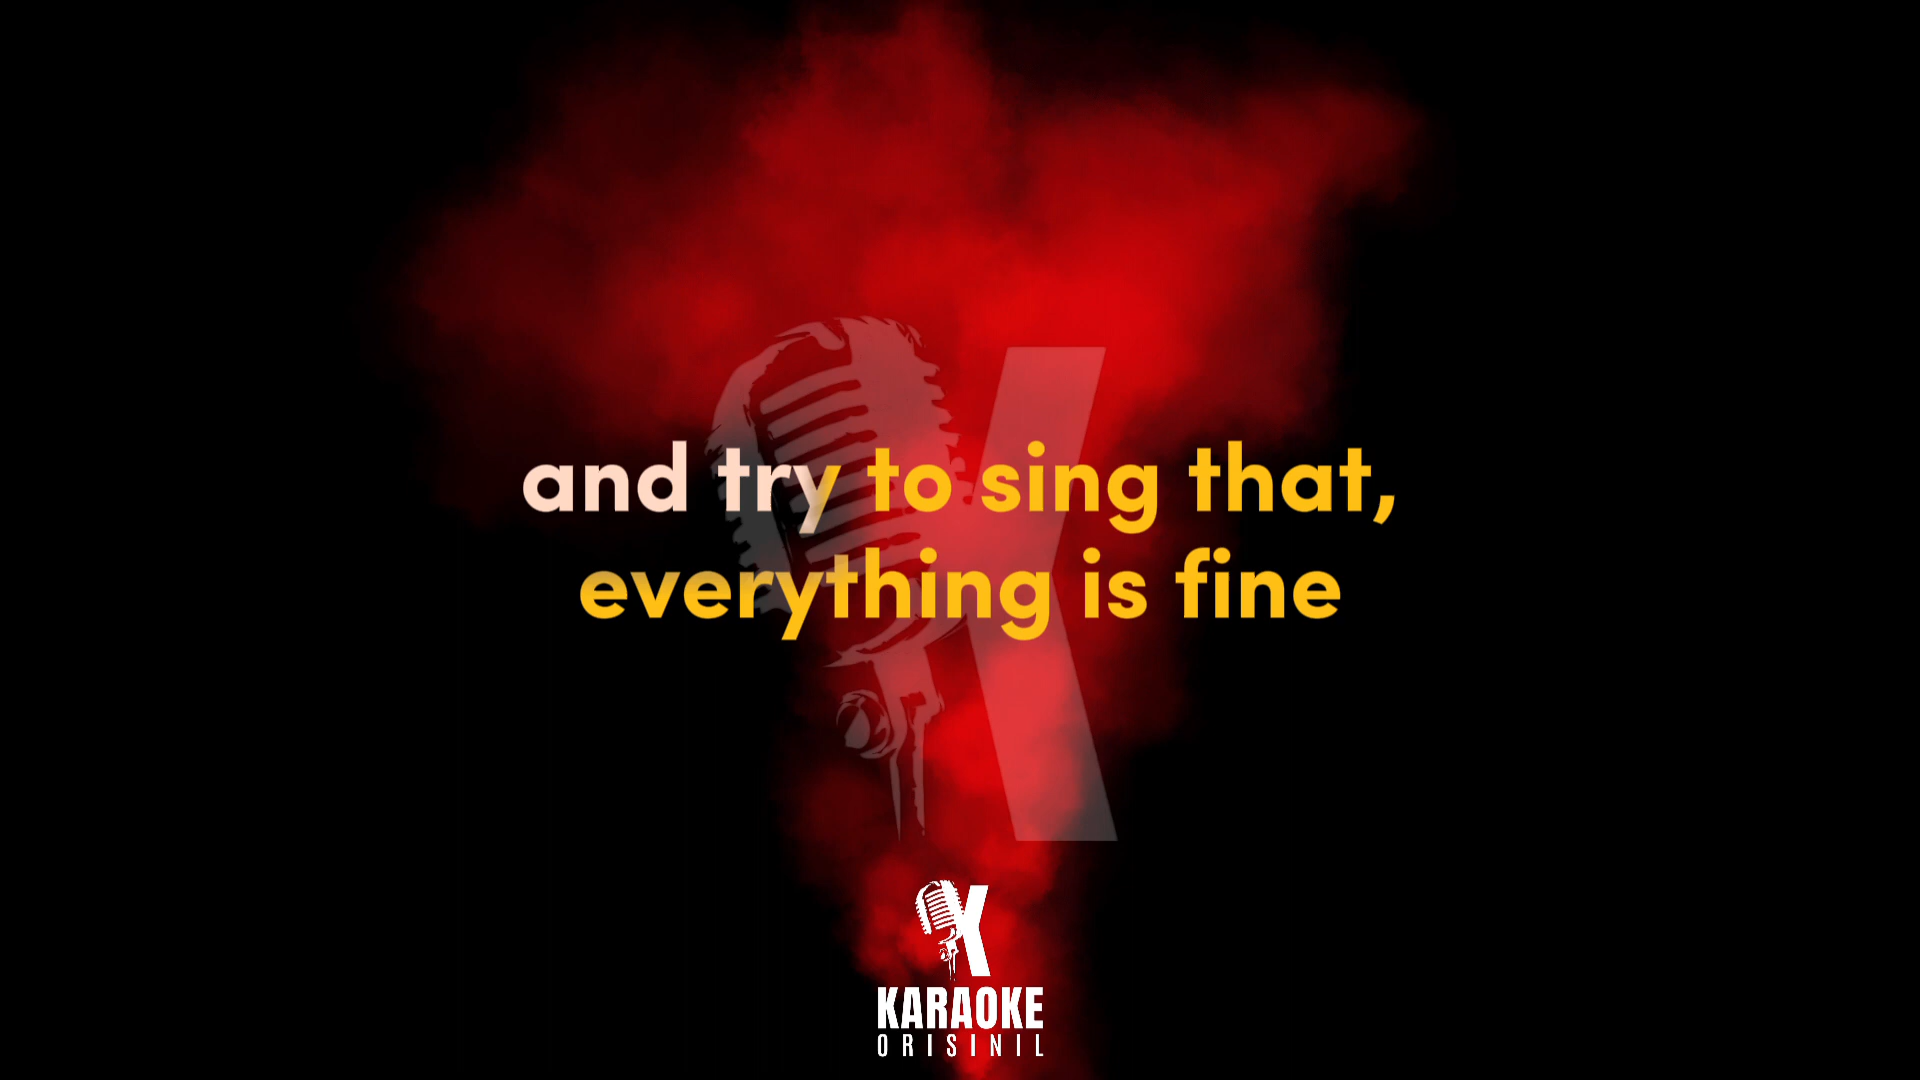 and try to sing that,
everything is fine
KARAOKE
ORISINIL